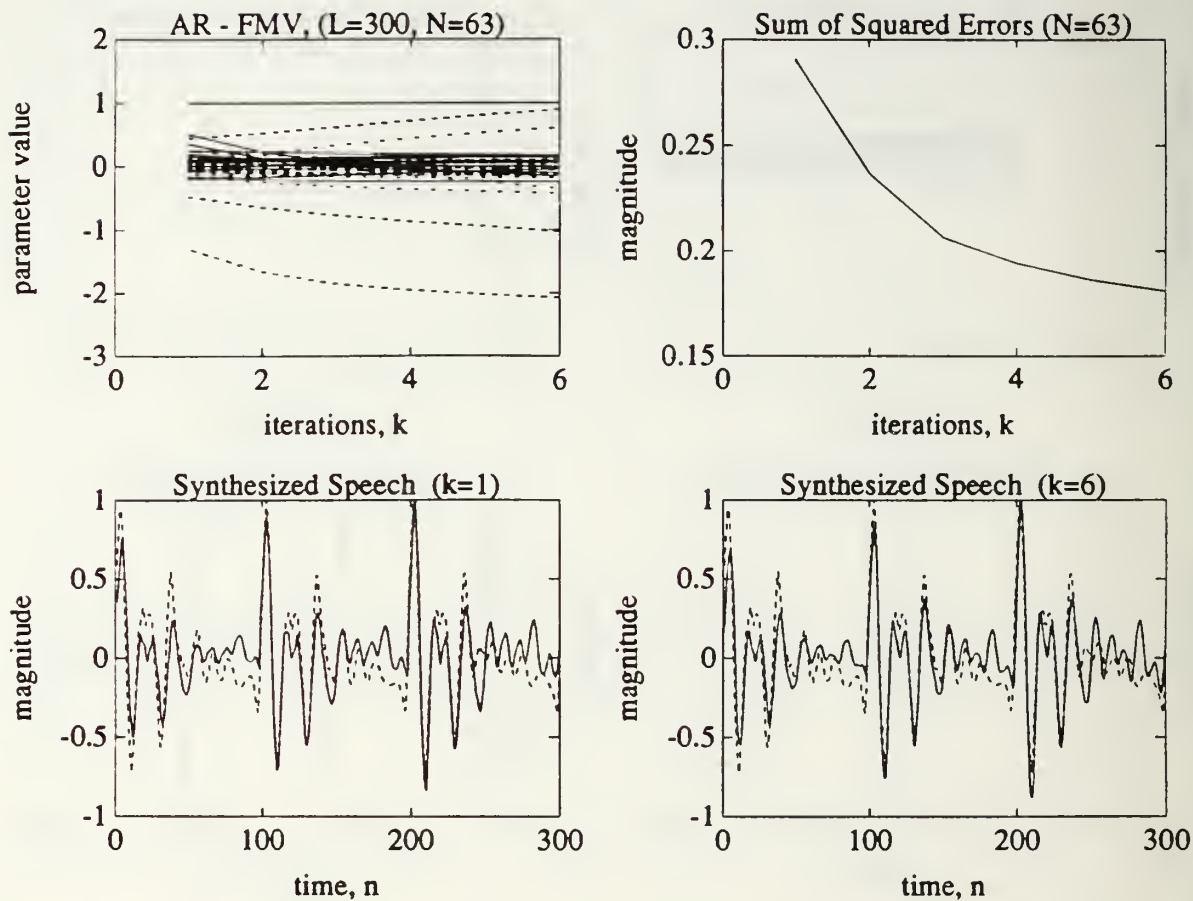 AR - FMV, (L=300, N=63)
2
1
0
-1
-2
-3
parameter value
0 2 4 6
iterations, k
Sum of Squared Errors (N=63)
0.3
0.25
0.2
0.15
magnitude
0 2 4 6
iterations, k
Synthesized Speech (k=1)
1
0.5
0
-0.5
-1
magnitude
0 100 200 300
time, n
Synthesized Speech (k=6)
1
0.5
0
-0.5
-1
magnitude
0 100 200 300
time, n